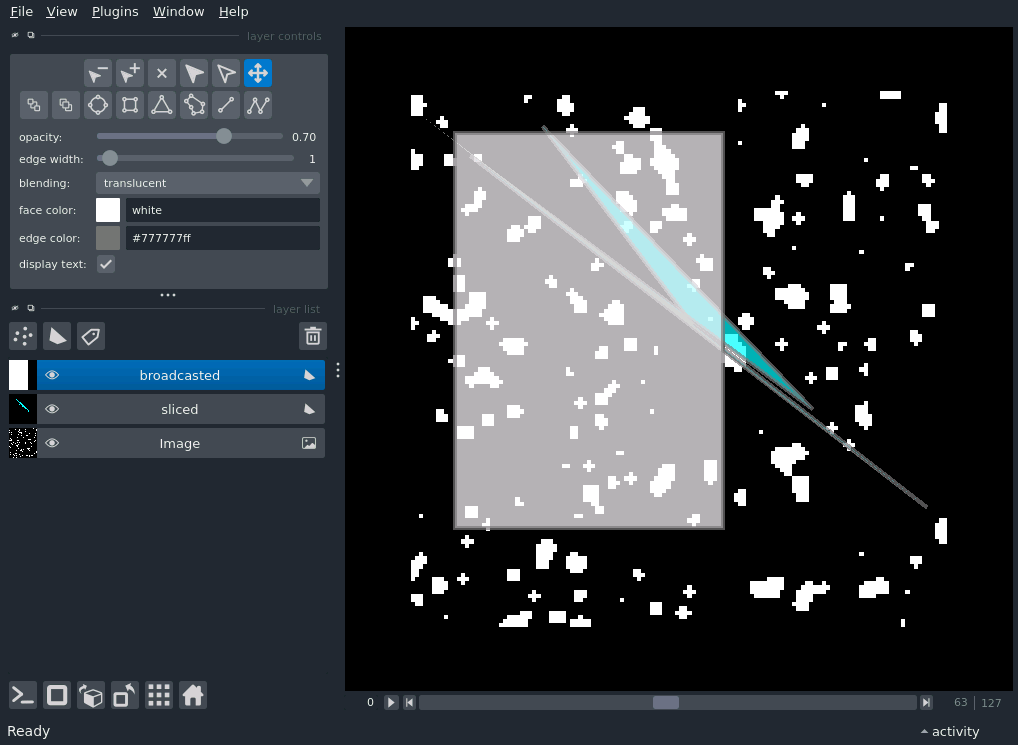 File View Plugins Window Help
layer controls
opacity: 0.70
edge width: 1
blending: translucent
face color: white
edge color: #777777ff
display text:
layer list
broadcasted
sliced
Image
0 63 127
Ready activity